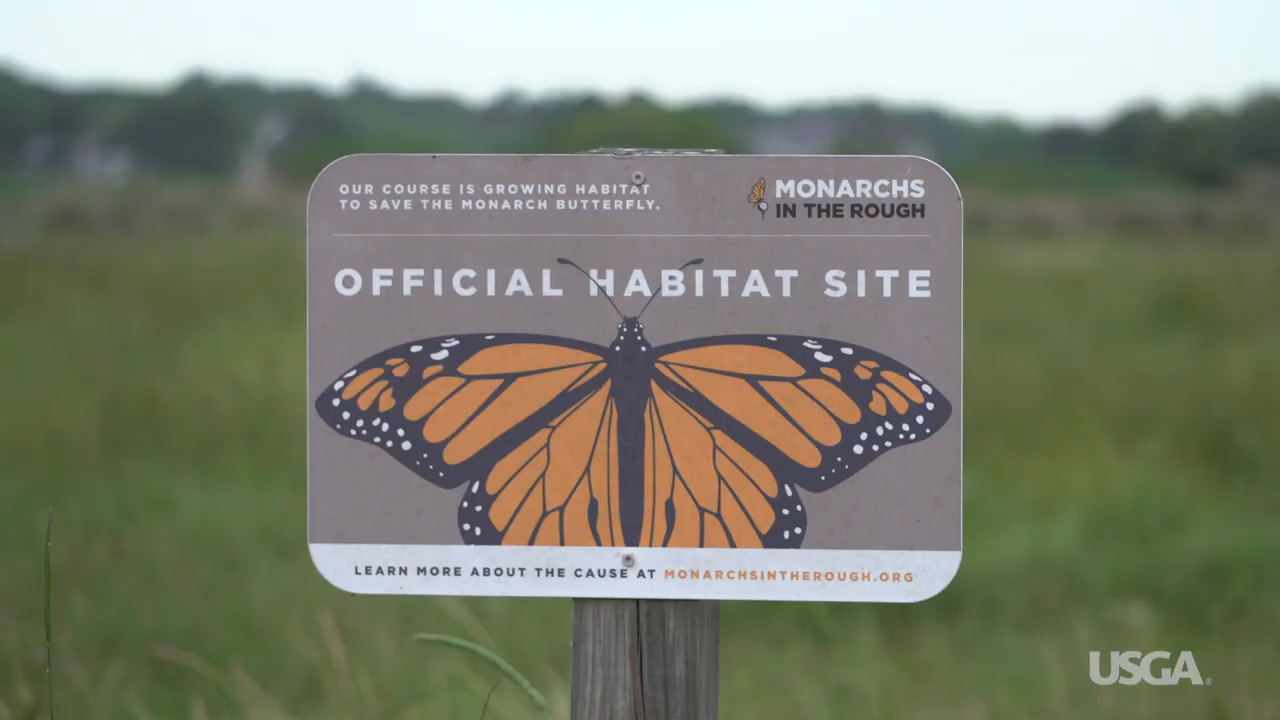 OUR COURSE IS GROWING HABITAT
TO SAVE THE MONARCH BUTTERFLY.
MONARCHS
IN THE ROUGH
OFFICIAL HABITAT SITE
LEARN MORE ABOUT THE CAUSE AT MONARCHSINTHEROUGH.ORG
USGA®